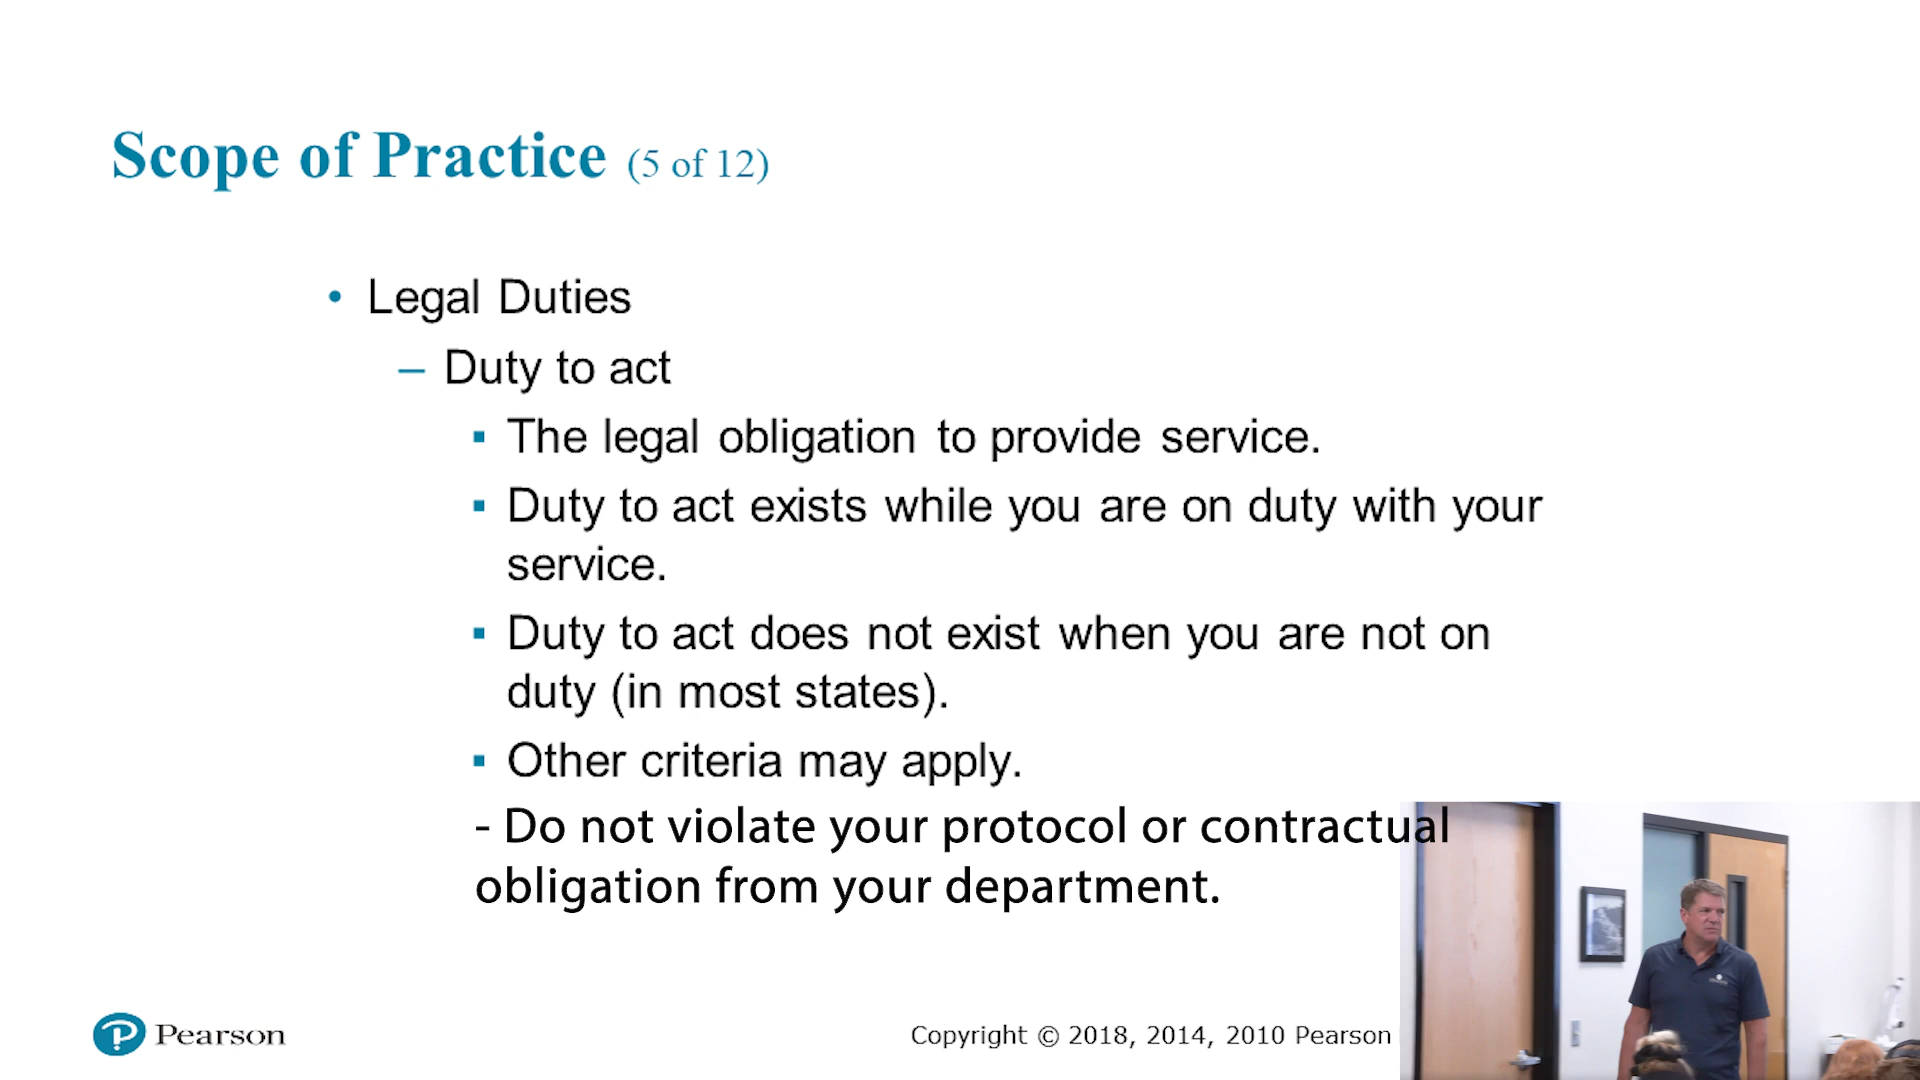 Scope of Practice (5 of 12)
• Legal Duties
– Duty to act
▪ The legal obligation to provide service.
▪ Duty to act exists while you are on duty with your
service.
▪ Duty to act does not exist when you are not on
duty (in most states).
▪ Other criteria may apply.
- Do not violate your protocol or contractual
obligation from your department.
Pearson
Copyright © 2018, 2014, 2010 Pearson